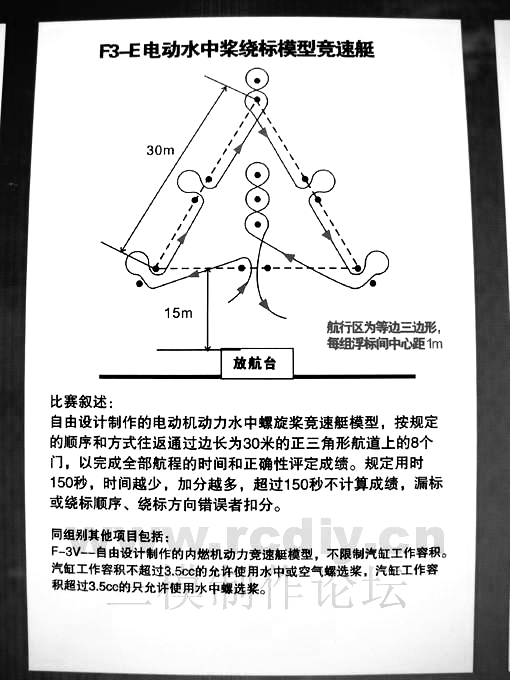 F3-E电动水中桨绕标模型竞速艇
30m
15m
航行区为等边三边形,
每组浮标间中心距1m
放航台
比赛叙述：
自由设计制作的电动机动力水中螺旋桨竞速艇模型，按规定
的顺序和方式往返通过边长为30米的正三角形航道上的8个
门，以完成全部航程的时间和正确性评定成绩。规定用时
150秒，时间越少，加分越多，超过150秒不计算成绩，漏标
或绕标顺序、绕标方向错误者扣分。
www.rcdiy.cn
同组别其他项目包括：
F-3V--自由设计制作的内燃机动力竞速艇模型，不限制汽缸工作容积。
汽缸工作容积不超过3.5cc的允许使用水中或空气螺选桨，汽缸工作容
积超过3.5cc的只允许使用水中螺选桨。
三模制作论坛